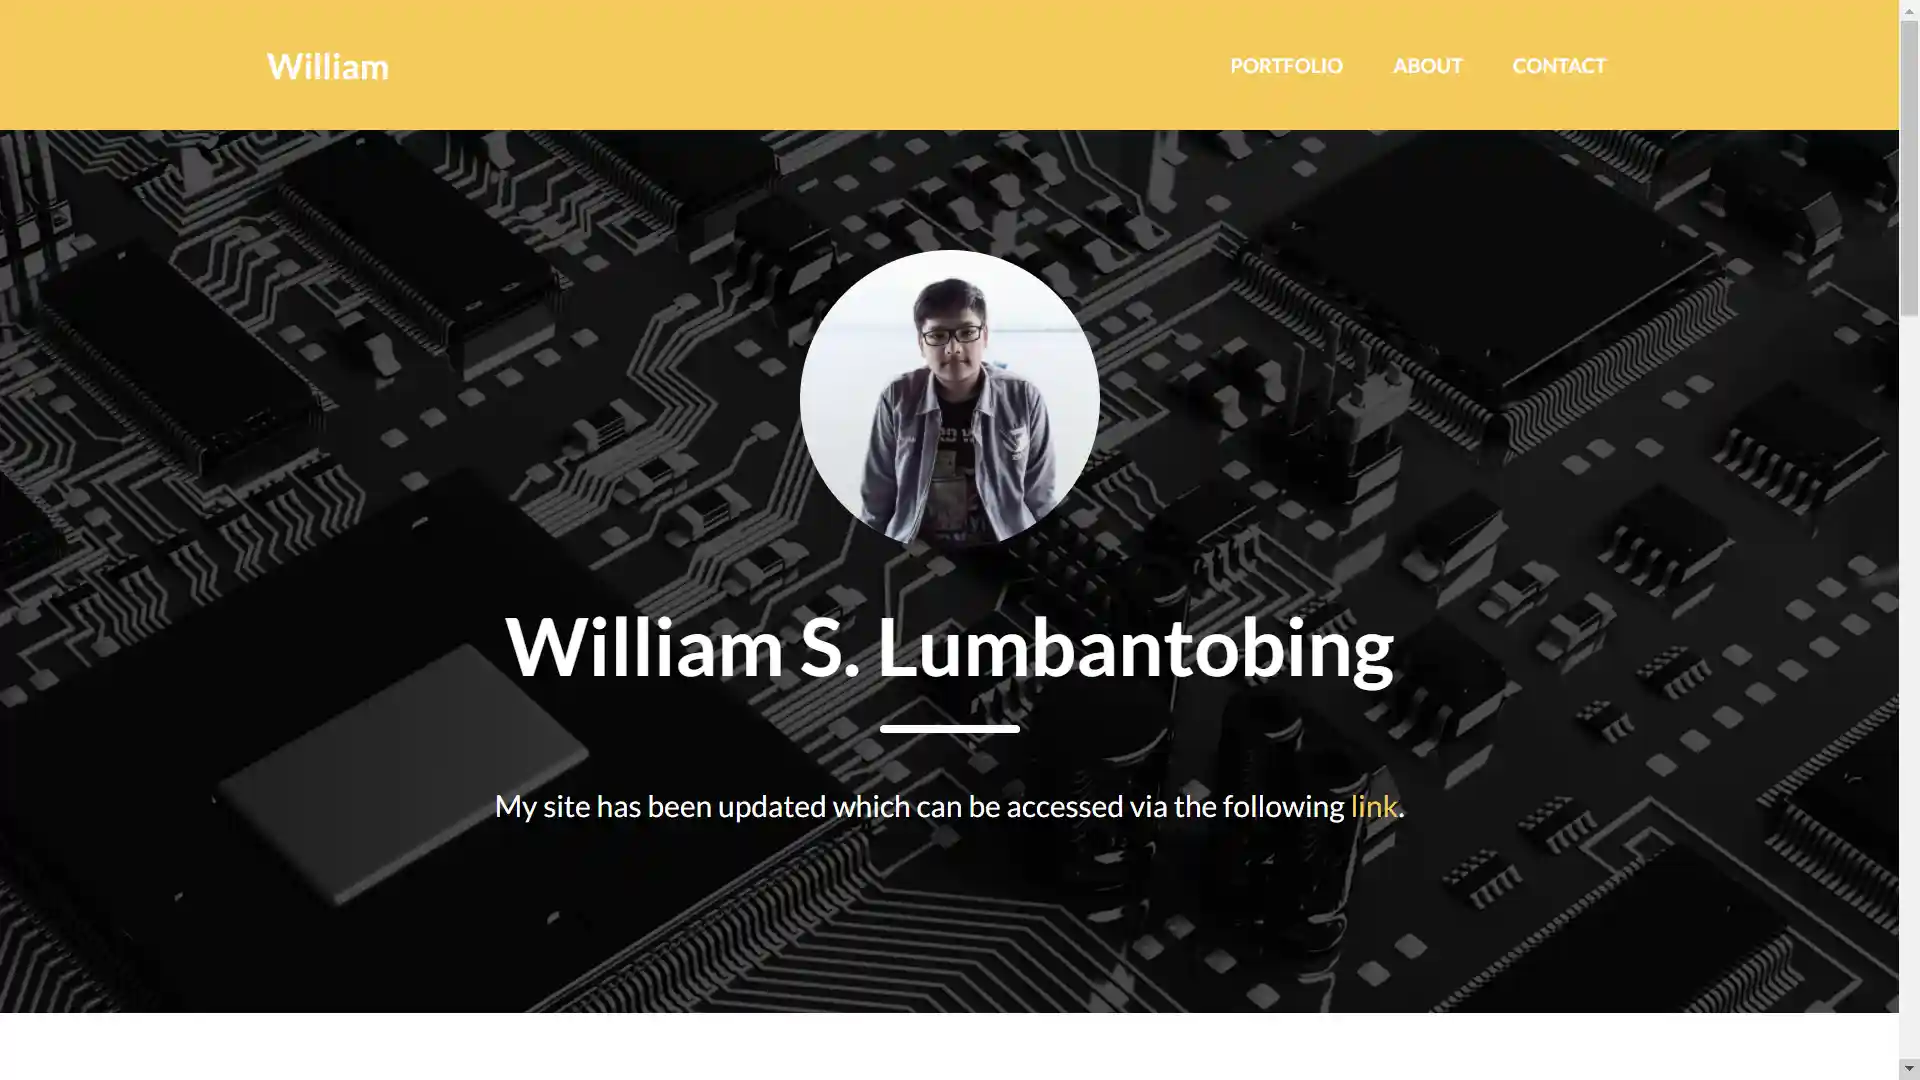 William
PORTFOLIO ABOUT CONTACT
William S. Lumbantobing
My site has been updated which can be accessed via the following link.